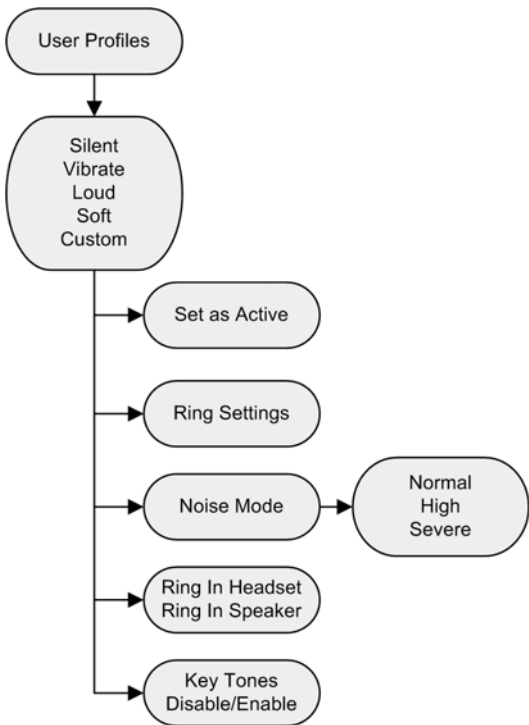 User Profiles
Silent
Vibrate
Loud
Soft
Custom
Set as Active
Ring Settings
Noise Mode
Normal
High
Severe
Ring In Headset
Ring In Speaker
Key Tones
Disable/Enable